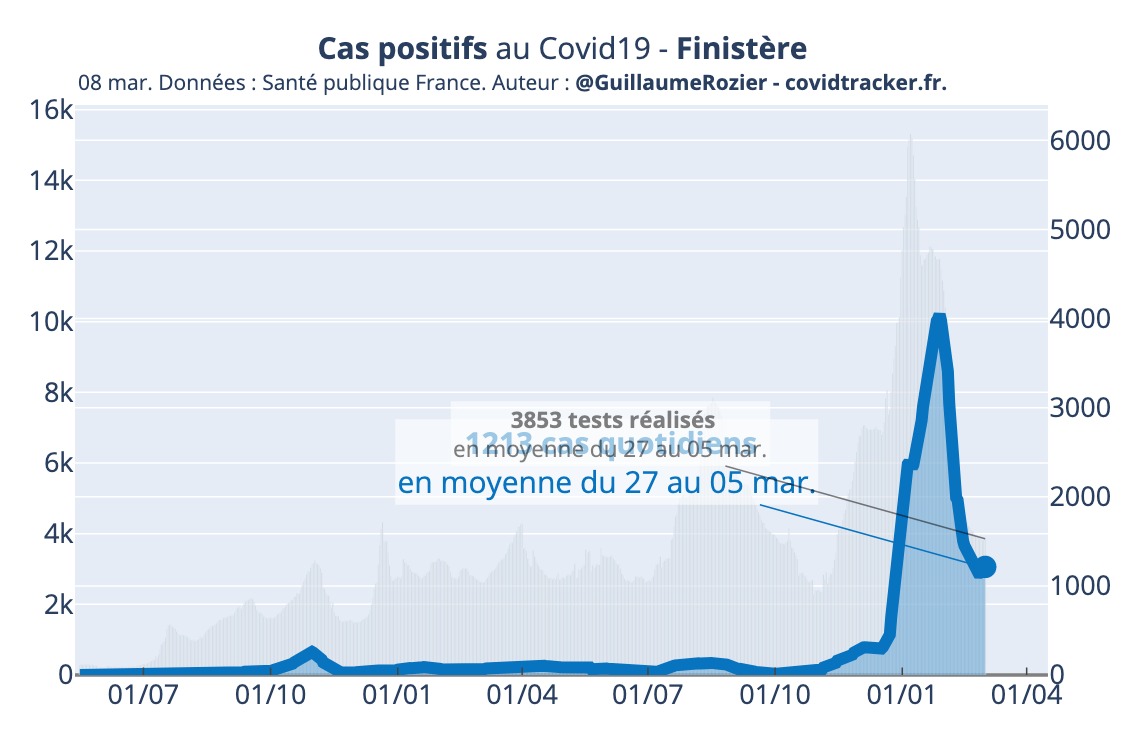 Cas positifs au Covid19 - Finistère
08 mar. Données : Santé publique France. Auteur : @GuillaumeRozier - covidtracker.fr.
16k
14k
12k
10k
8k
6k
4k
2k
0
6000
5000
4000
3000
2000
1000
0
3853 tests réalisés
en moyenne du 27 au 05 mar.
1213 cas quotidiens
en moyenne du 27 au 05 mar.
01/07
01/10
01/01
01/04
01/07
01/10
01/01
01/04